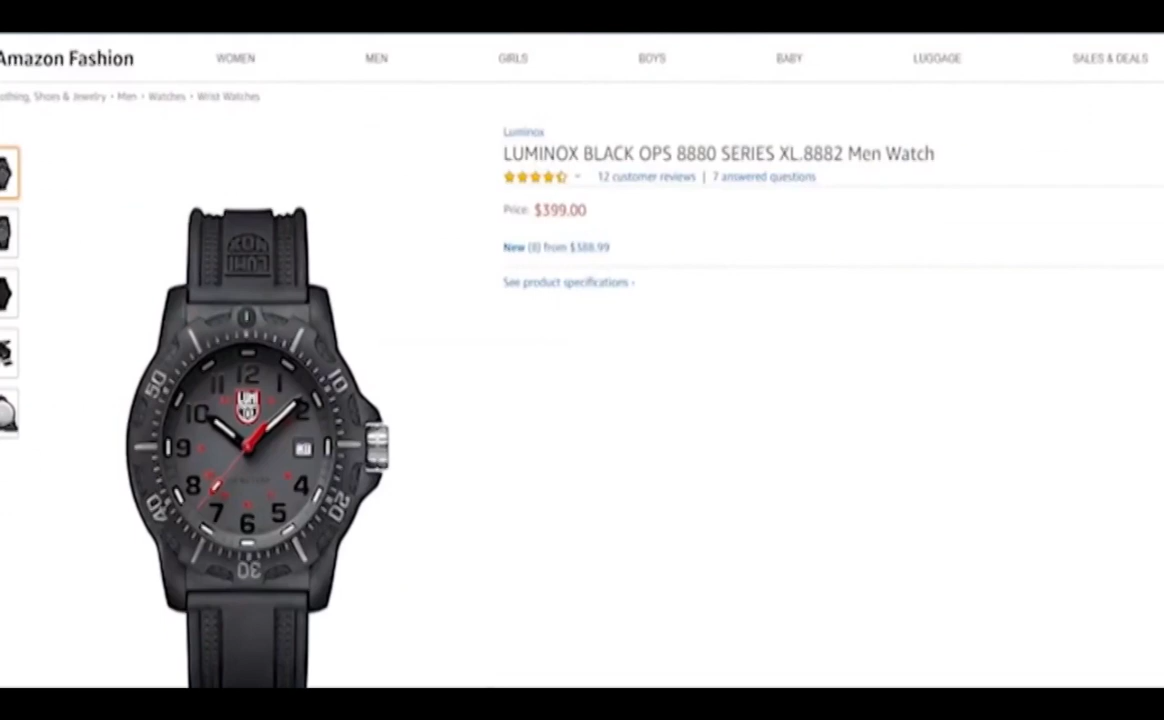 Amazon Fashion WOMEN MEN GIRLS BOYS BABY LUGGAGE SALES & DEALS
othing, Shoes & Jewelry › Men › Watches › Wrist Watches
Luminox
LUMINOX BLACK OPS 8880 SERIES XL.8882 Men Watch
12 customer reviews | 7 answered questions
Price: $399.00
New (8) from $388.99
See product specifications ›
LUMI
NOX
12
11 1
50 10
10 2
9
8 4
40 20
7 5
6
30